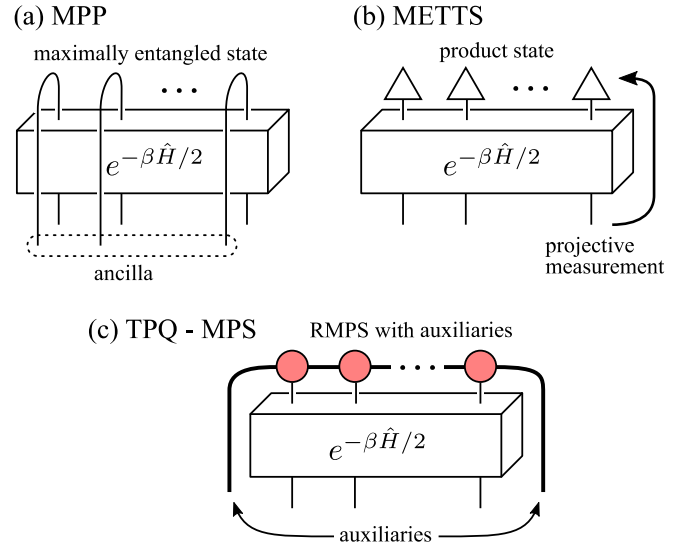 (a) MPP
maximally entangled state
...
e^{-βĤ/2}
ancilla
(b) METTS
product state
...
e^{-βĤ/2}
projective
measurement
(c) TPQ - MPS
RMPS with auxiliaries
...
e^{-βĤ/2}
auxiliaries